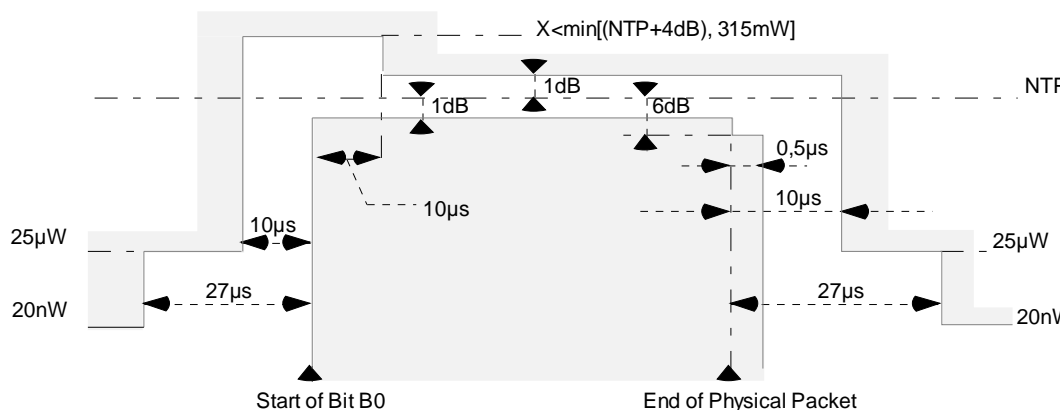 X<min[(NTP+4dB), 315mW]
NTP
1dB
1dB
6dB
0,5µs
10µs
10µs
10µs
25µW
25µW
27µs
27µs
20nW
20nW
Start of Bit B0
End of Physical Packet